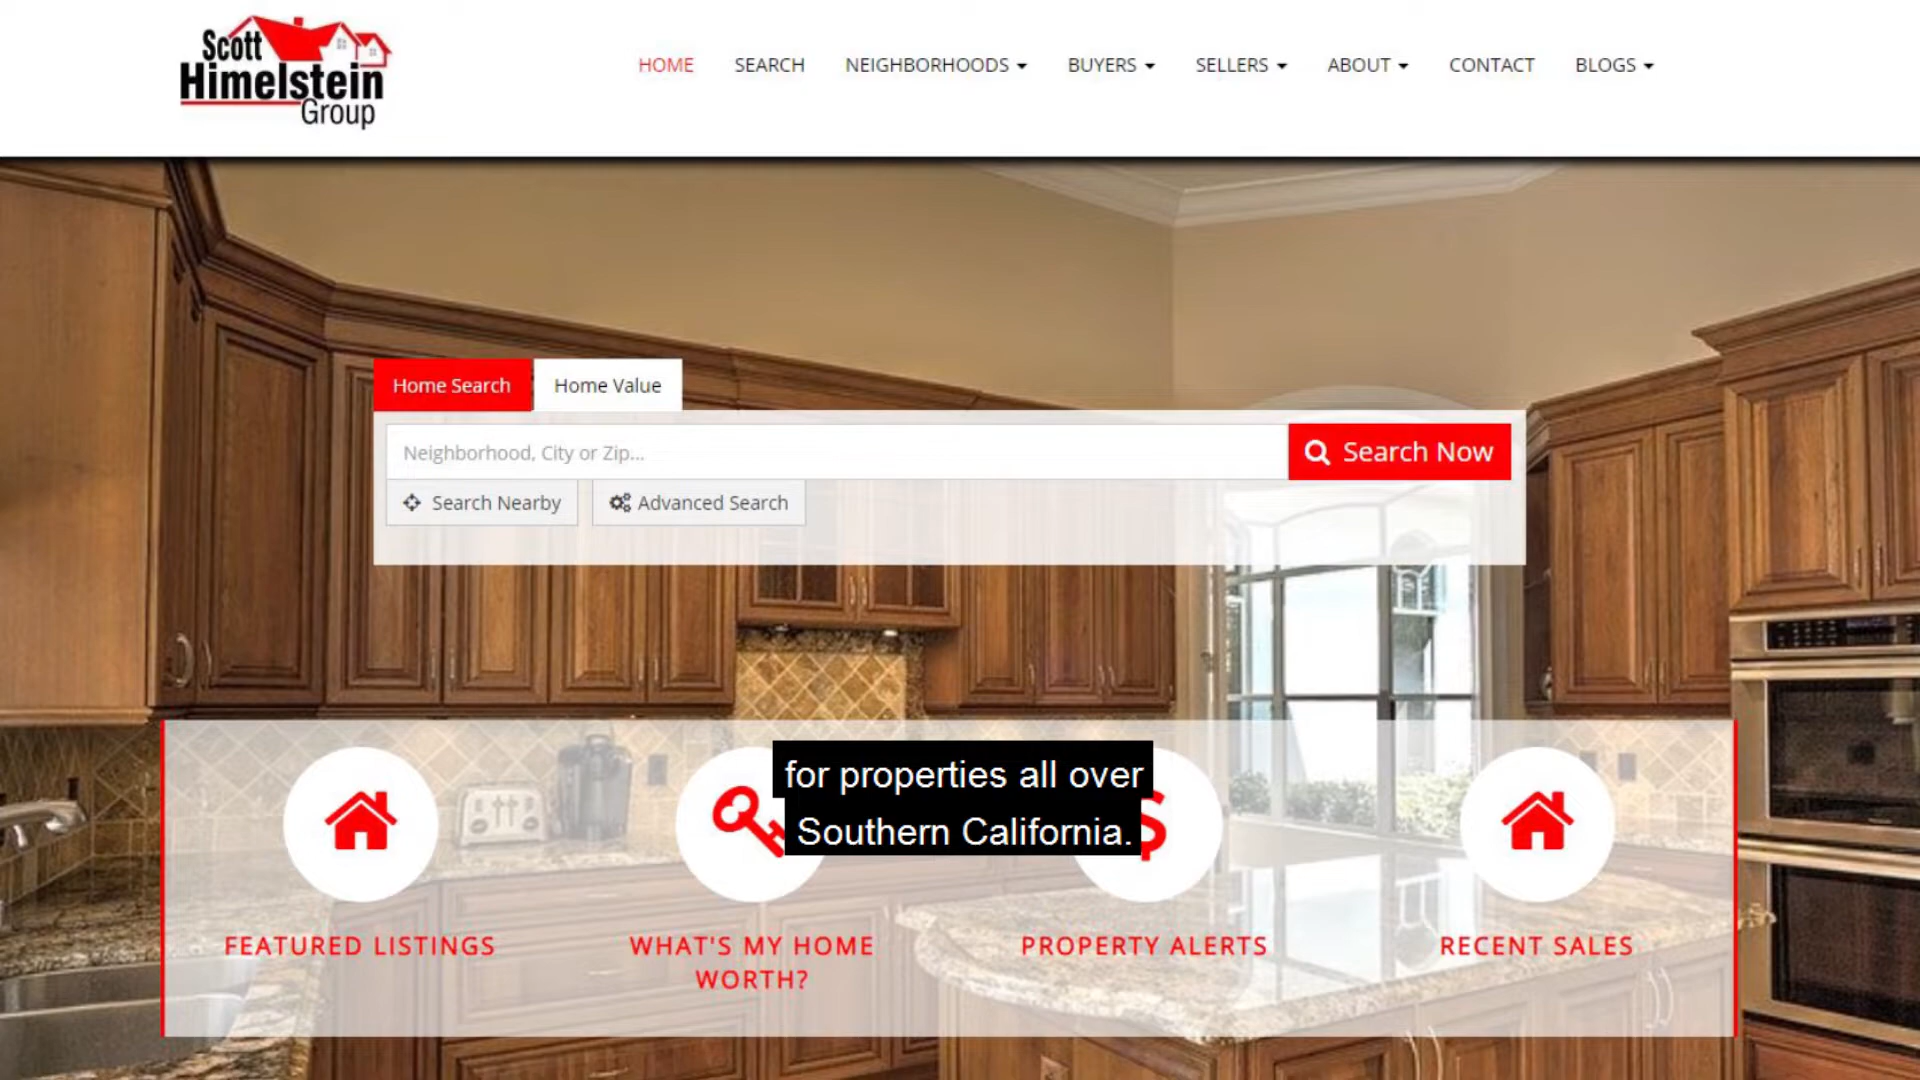 Scott
Himelstein
Group
HOME SEARCH NEIGHBORHOODS BUYERS SELLERS ABOUT CONTACT BLOGS
Home Search Home Value
Neighborhood, City or Zip...
Search Now
Search Nearby Advanced Search
for properties all over
Southern California.
$
FEATURED LISTINGS
WHAT'S MY HOME
WORTH?
PROPERTY ALERTS
RECENT SALES